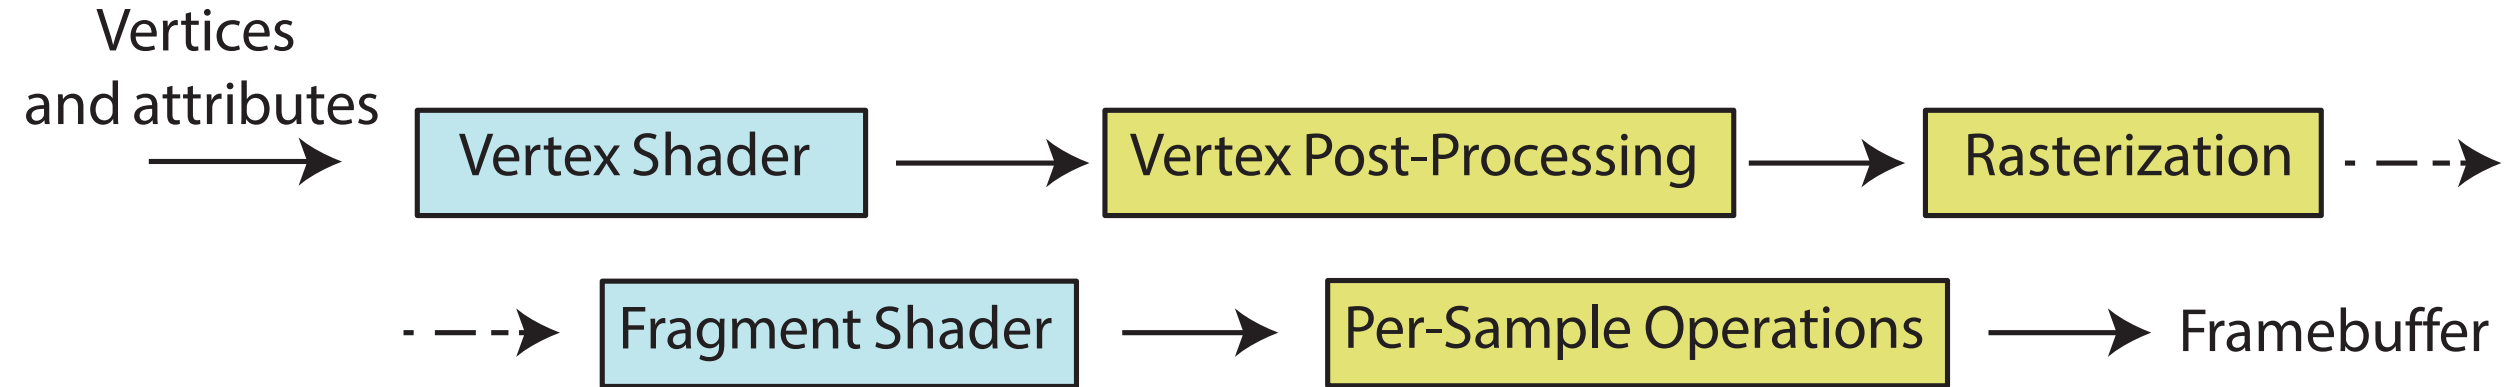 Vertices
and attributes
Vertex Shader
Vertex Post-Processing
Rasterization
Fragment Shader
Per-Sample Operations
Framebuffer